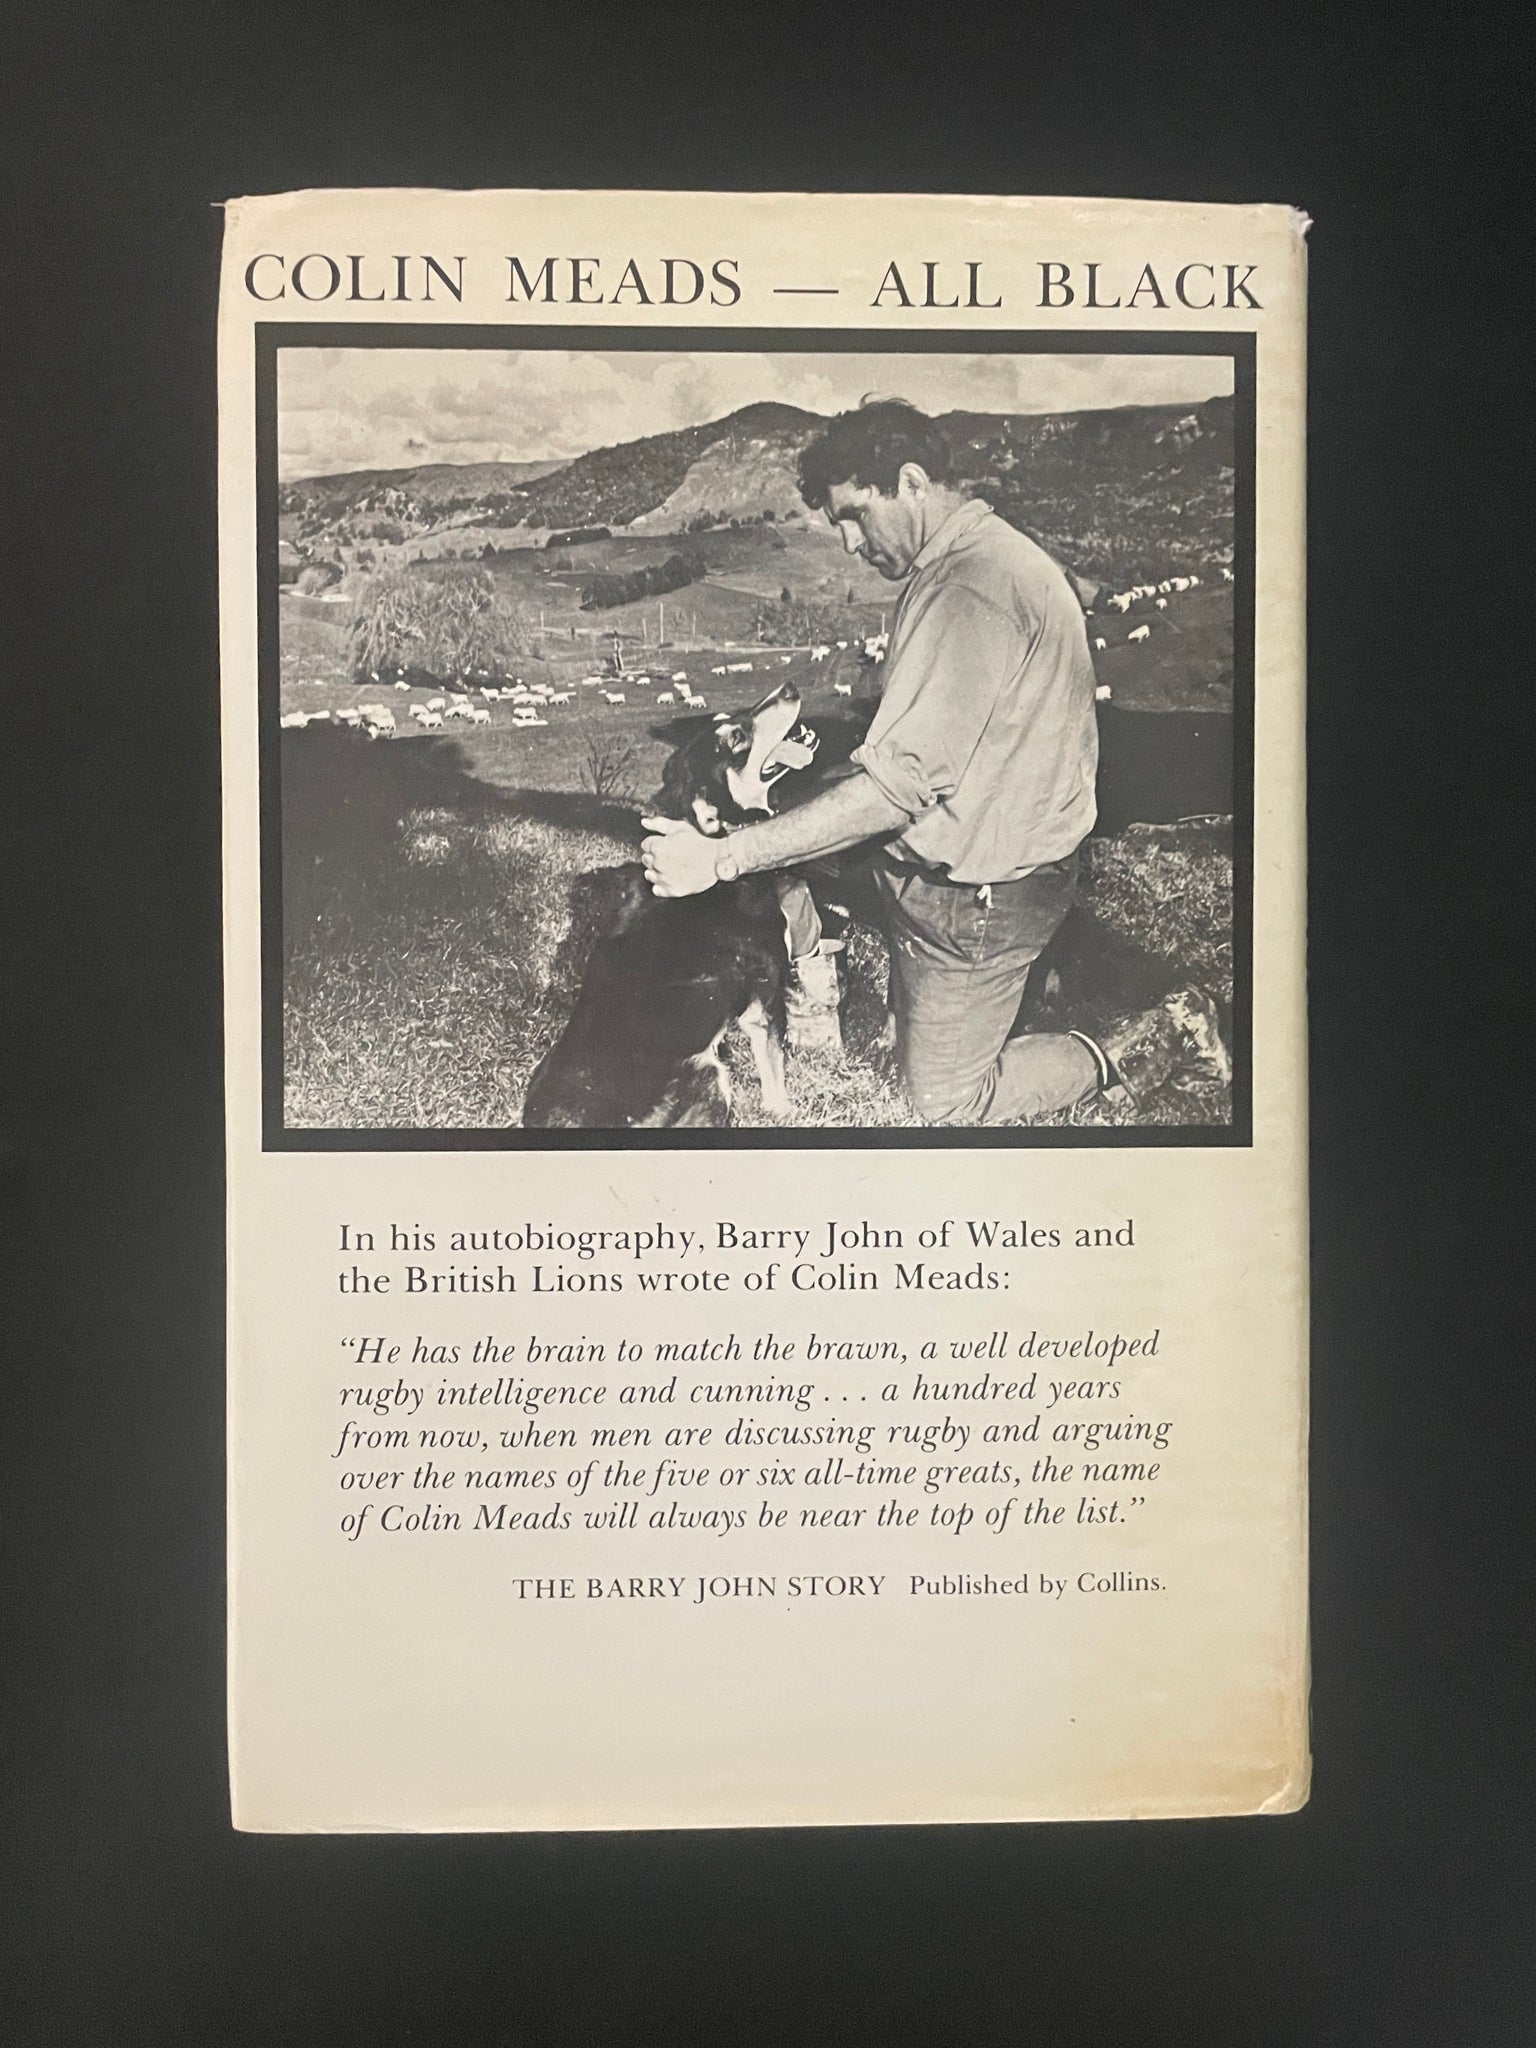 COLIN MEADS — ALL BLACK
In his autobiography, Barry John of Wales and
the British Lions wrote of Colin Meads:
“He has the brain to match the brawn, a well developed
rugby intelligence and cunning . . . a hundred years
from now, when men are discussing rugby and arguing
over the names of the five or six all-time greats, the name
of Colin Meads will always be near the top of the list.”
THE BARRY JOHN STORY Published by Collins.